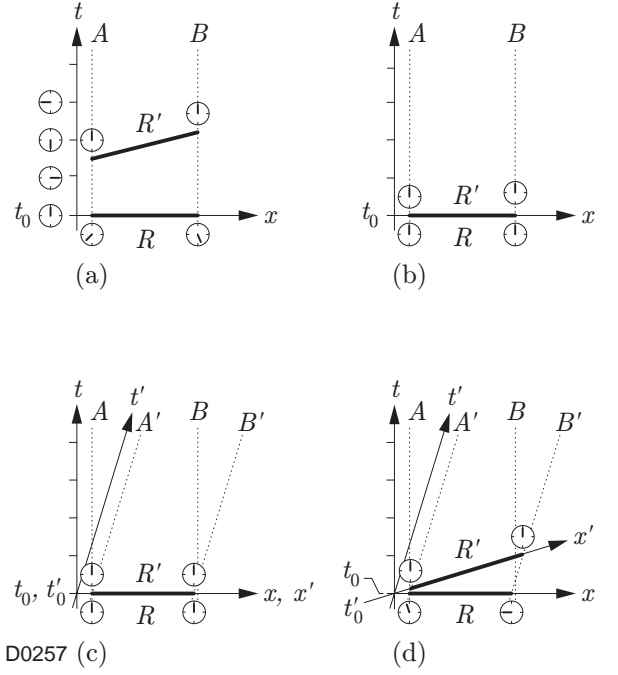 t
A
B
R′
t₀
x
R
(a)
t
A
B
R′
t₀
x
R
(b)
t
A
t′
A′
B
B′
R′
t₀, t′₀
x, x′
R
D0257 (c)
t
A
t′
A′
B
B′
R′
x′
t₀
t′₀
x
R
(d)